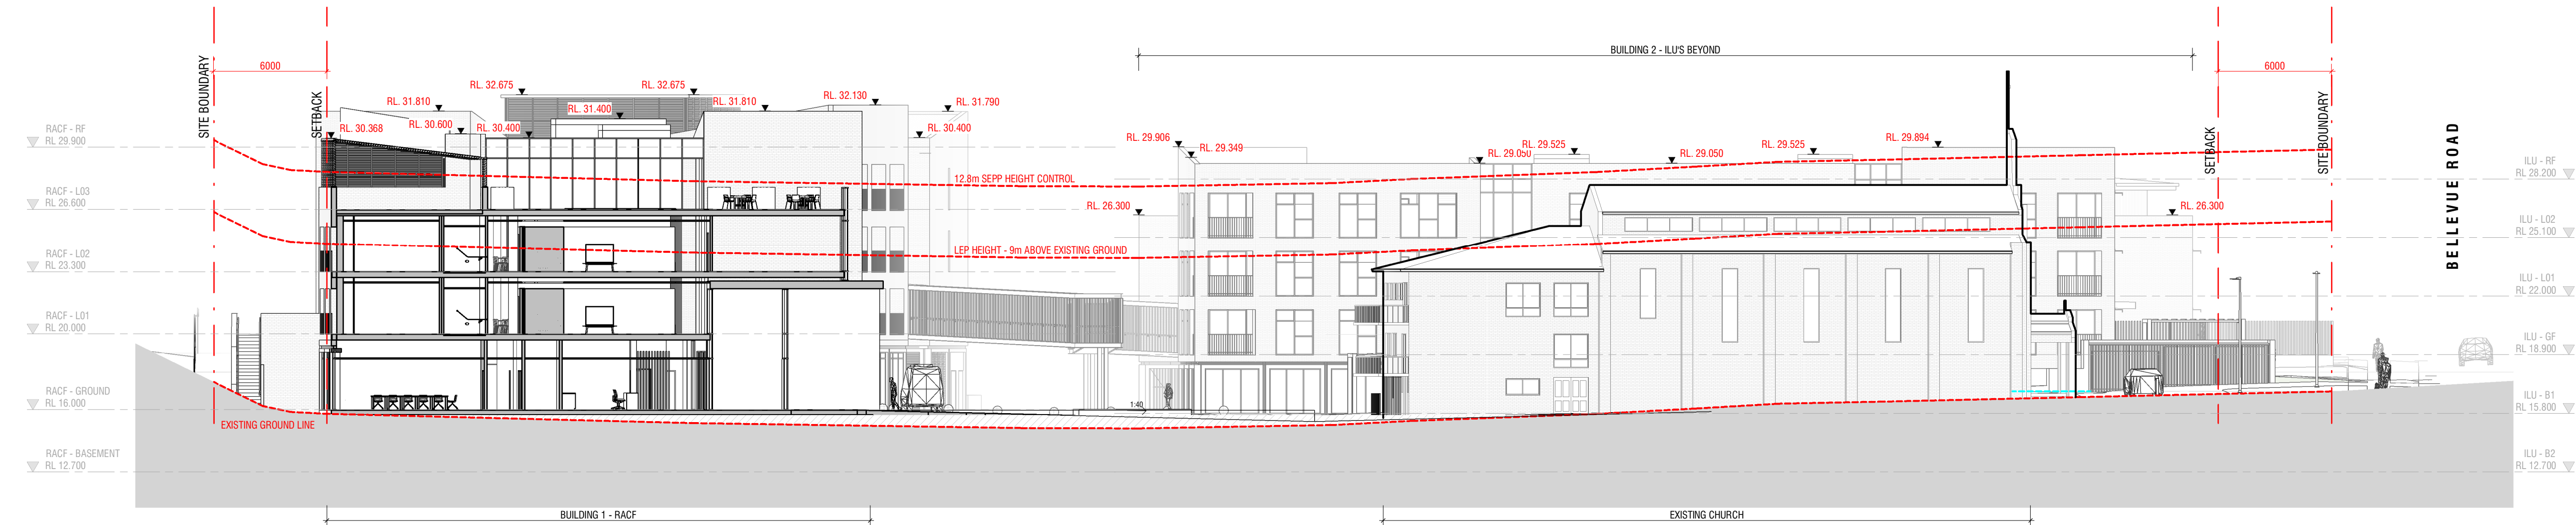 BUILDING 2 - ILU'S BEYOND
6000
6000
SITE BOUNDARY
SETBACK
SETBACK
SITE BOUNDARY
BELLEVUE ROAD
RL. 32.675
RL. 32.675
RL. 31.810
RL. 31.400
RL. 31.810
RL. 32.130
RL. 31.790
RL. 30.368
RL. 30.600
RL. 30.400
RL. 30.400
RL. 29.906
RL. 29.349
RL. 29.050
RL. 29.525
RL. 29.050
RL. 29.525
RL. 29.894
RL. 26.300
RL. 26.300
12.8m SEPP HEIGHT CONTROL
LEP HEIGHT - 9m ABOVE EXISTING GROUND
RACF - RF
RL 29.900
RACF - L03
RL 26.600
RACF - L02
RL 23.300
RACF - L01
RL 20.000
RACF - GROUND
RL 16.000
RACF - BASEMENT
RL 12.700
ILU - RF
RL 28.200
ILU - L02
RL 25.100
ILU - L01
RL 22.000
ILU - GF
RL 18.900
ILU - B1
RL 15.800
ILU - B2
RL 12.700
1:40
EXISTING GROUND LINE
BUILDING 1 - RACF
EXISTING CHURCH